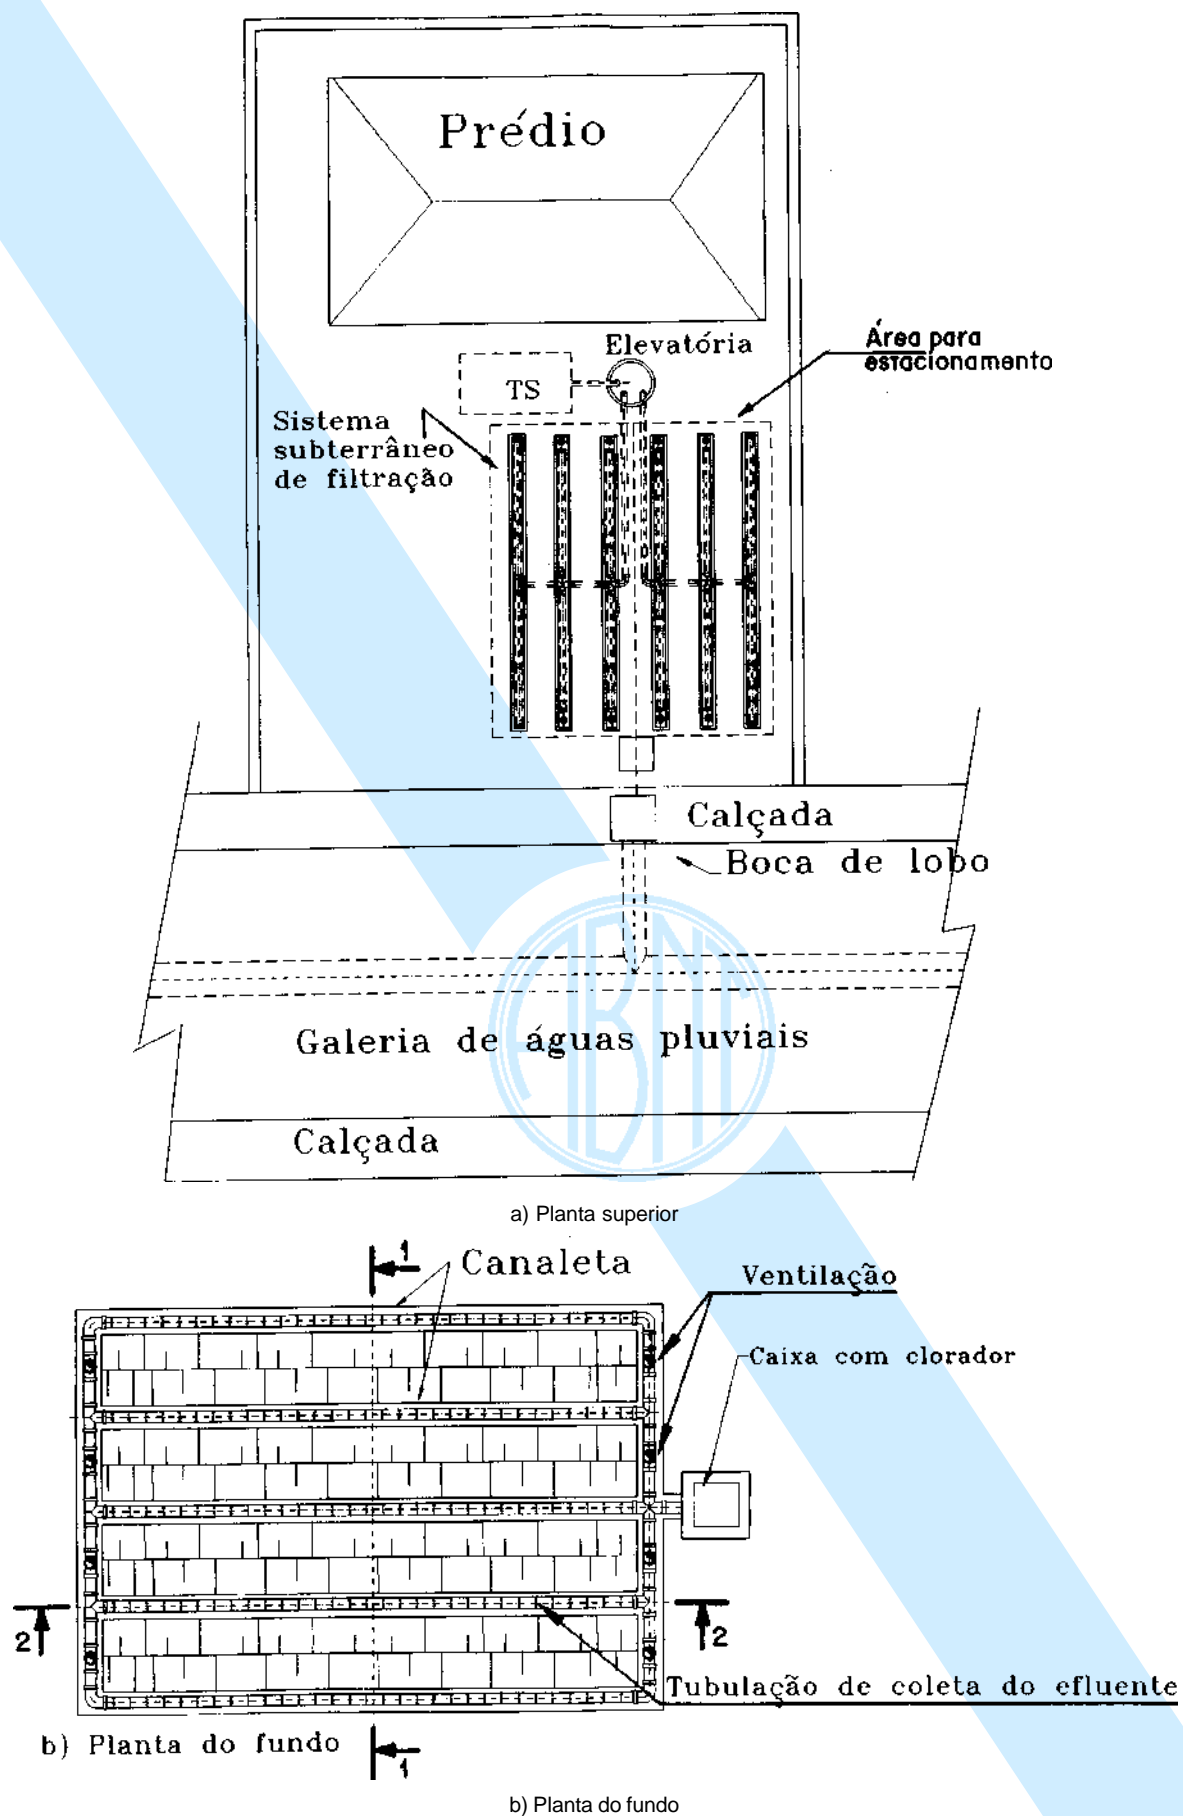 Prédio
Elevatória
Área para
estacionamento
TS
Sistema
subterrâneo
de filtração
Calçada
Boca de lobo
ABNT
Galeria de águas pluviais
Calçada
a) Planta superior
1
Canaleta
Ventilação
Caixa com clorador
2
2
Tubulação de coleta do efluente
b) Planta do fundo
1
b) Planta do fundo